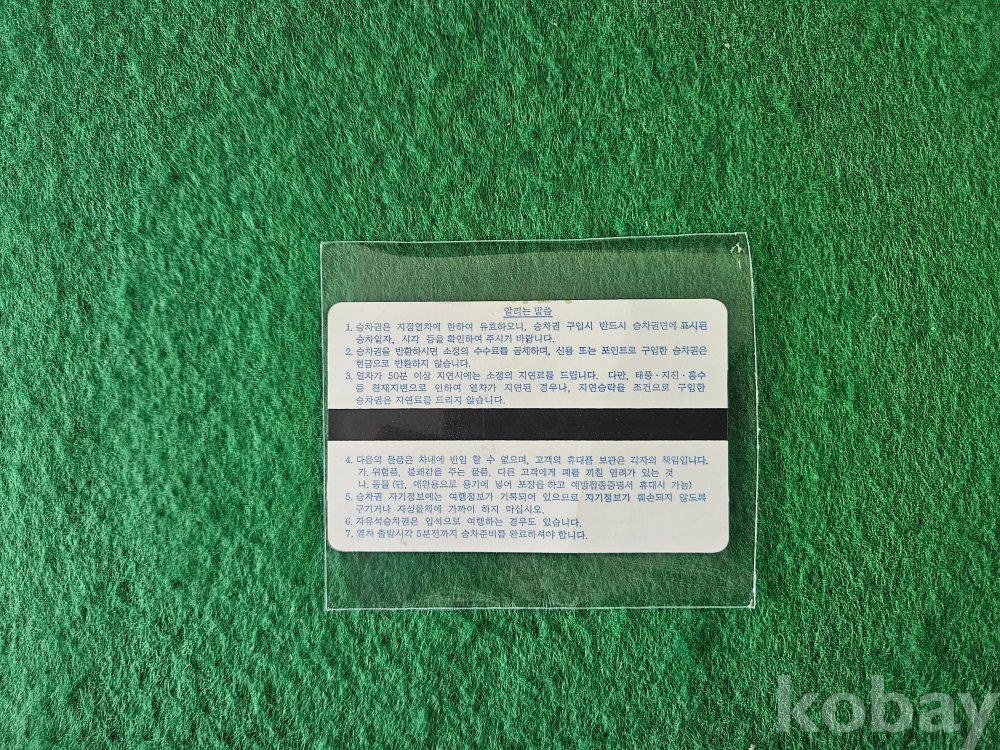 알리는 말씀
1. 승차권은 지정열차에 한하여 유효하오니, 승차권 구입시 반드시 승차권면에 표시된
승차일자, 시각 등을 확인하여 주시기 바랍니다.
2. 승차권을 반환하시면 소정의 수수료를 공제하며, 신용 또는 포인트로 구입한 승차권은
현금으로 반환하지 않습니다.
3. 열차가 50분 이상 지연시에는 소정의 지연료를 드립니다. 다만, 태풍·지진·홍수
등 천재지변으로 인하여 열차가 지연된 경우나, 지연승낙을 조건으로 구입한
승차권은 지연료를 드리지 않습니다.
4. 다음의 물품은 차내에 반입 할 수 없으며, 고객의 휴대품 보관은 각자의 책임입니다.
가. 위험품, 불쾌감을 주는 물품, 다른 고객에게 폐를 끼칠 염려가 있는 것
나. 동물 (단, 애완용으로 용기에 넣어 포장을 하고 예방접종증명서 휴대시 가능)
5. 승차권 자기정보에는 여행정보가 기록되어 있으므로 자기정보가 훼손되지 않도록
구기거나 자성물체에 가까이 하지 마십시오.
6. 자유석승차권은 입석으로 여행하는 경우도 있습니다.
7. 열차 출발시각 5분전까지 승차준비를 완료하셔야 합니다.
kobay